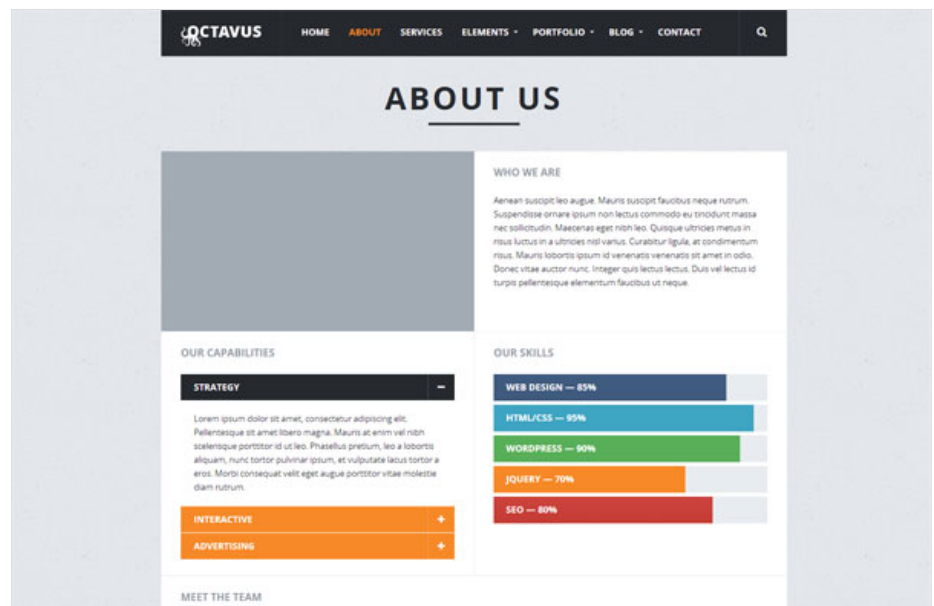 OCTAVUS HOME ABOUT SERVICES ELEMENTS PORTFOLIO BLOG CONTACT
ABOUT US
WHO WE ARE
Aenean suscipit leo augue. Mauris suscipit faucibus neque rutrum.
Suspendisse ornare ipsum non lectus commodo eu tincidunt massa
nec sollicitudin. Maecenas eget nibh leo. Quisque ultricies metus in
risus luctus in a ultricies nisl varius. Curabitur ligula, at condimentum
risus. Mauris lobortis ipsum id venenatis venenatis sit amet in odio.
Donec vitae auctor nunc. Integer quis lectus lectus. Duis vel lectus id
turpis pellentesque elementum faucibus ut neque.
OUR CAPABILITIES
STRATEGY
Lorem ipsum dolor sit amet, consectetur adipiscing elit.
Pellentesque sit amet libero magna. Mauris at enim vel nibh
scelerisque porttitor id ut leo. Phasellus pretium, leo a lobortis
aliquam, nunc tortor pulvinar ipsum, et vulputate lacus tortor a
eros. Morbi consequat velit eget augue porttitor vitae molestie
diam rutrum.
INTERACTIVE
ADVERTISING
OUR SKILLS
WEB DESIGN — 85%
HTML/CSS — 95%
WORDPRESS — 90%
JQUERY — 70%
SEO — 80%
MEET THE TEAM